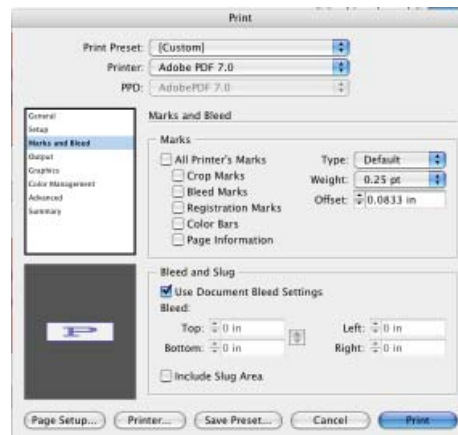 Print
Print Preset: [Custom]
Printer: Adobe PDF 7.0
PPD: AdobePDF 7.0
General
Setup
Marks and Bleed
Output
Graphics
Color Management
Advanced
Summary
Marks and Bleed
Marks
All Printer's Marks
Crop Marks
Bleed Marks
Registration Marks
Color Bars
Page Information
Type: Default
Weight: 0.25 pt
Offset: 0.0833 in
P
Bleed and Slug
Use Document Bleed Settings
Bleed:
Top: 0 in Left: 0 in
Bottom: 0 in Right: 0 in
Include Slug Area
Page Setup... Printer... Save Preset... Cancel Print